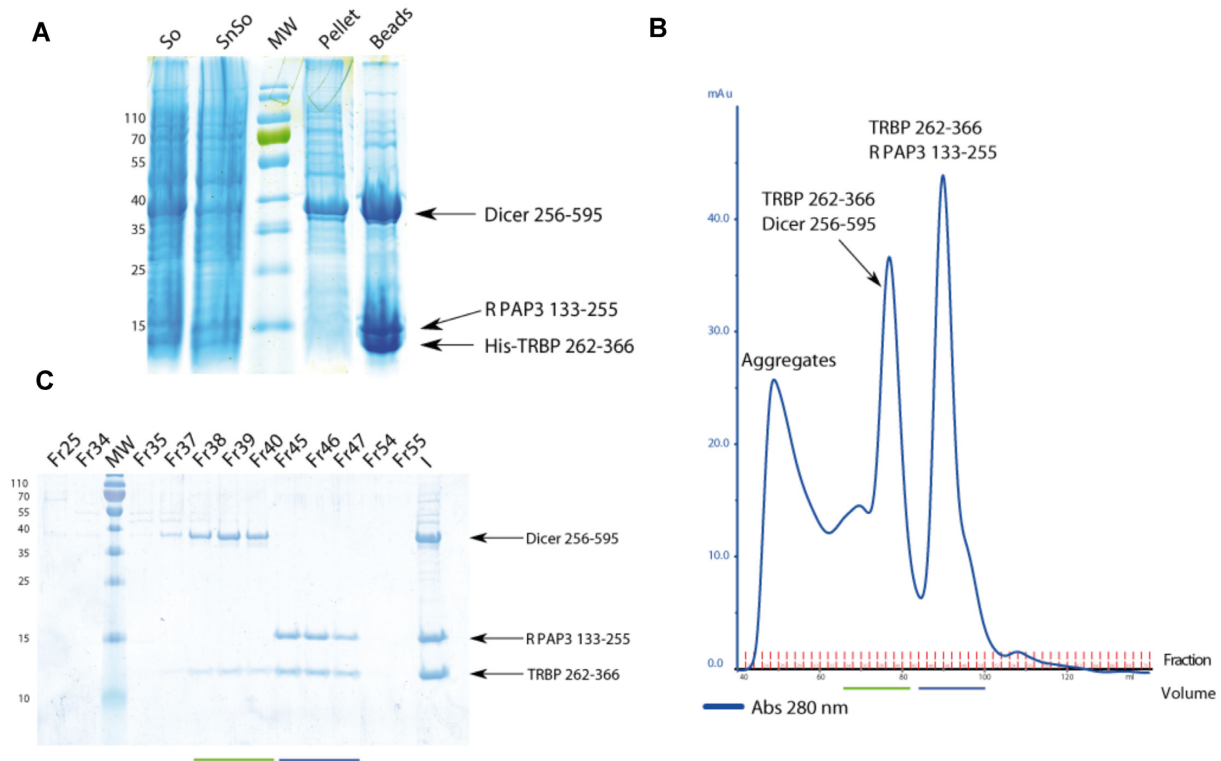 A
So SnSo MW Pellet Beads
110
70
55
40
35
25
15
Dicer 256-595
R PAP3 133-255
His-TRBP 262-366
B
mAu
40.0
30.0
20.0
10.0
0.0
TRBP 262-366
R PAP3 133-255
TRBP 262-366
Dicer 256-595
Aggregates
40 60 80 100 120 ml
Fraction
Volume
Abs 280 nm
C
Fr25 Fr34 MW Fr35 Fr37 Fr38 Fr39 Fr40 Fr45 Fr46 Fr47 Fr54 Fr55 I
110
70
55
40
35
25
15
10
Dicer 256-595
R PAP3 133-255
TRBP 262-366